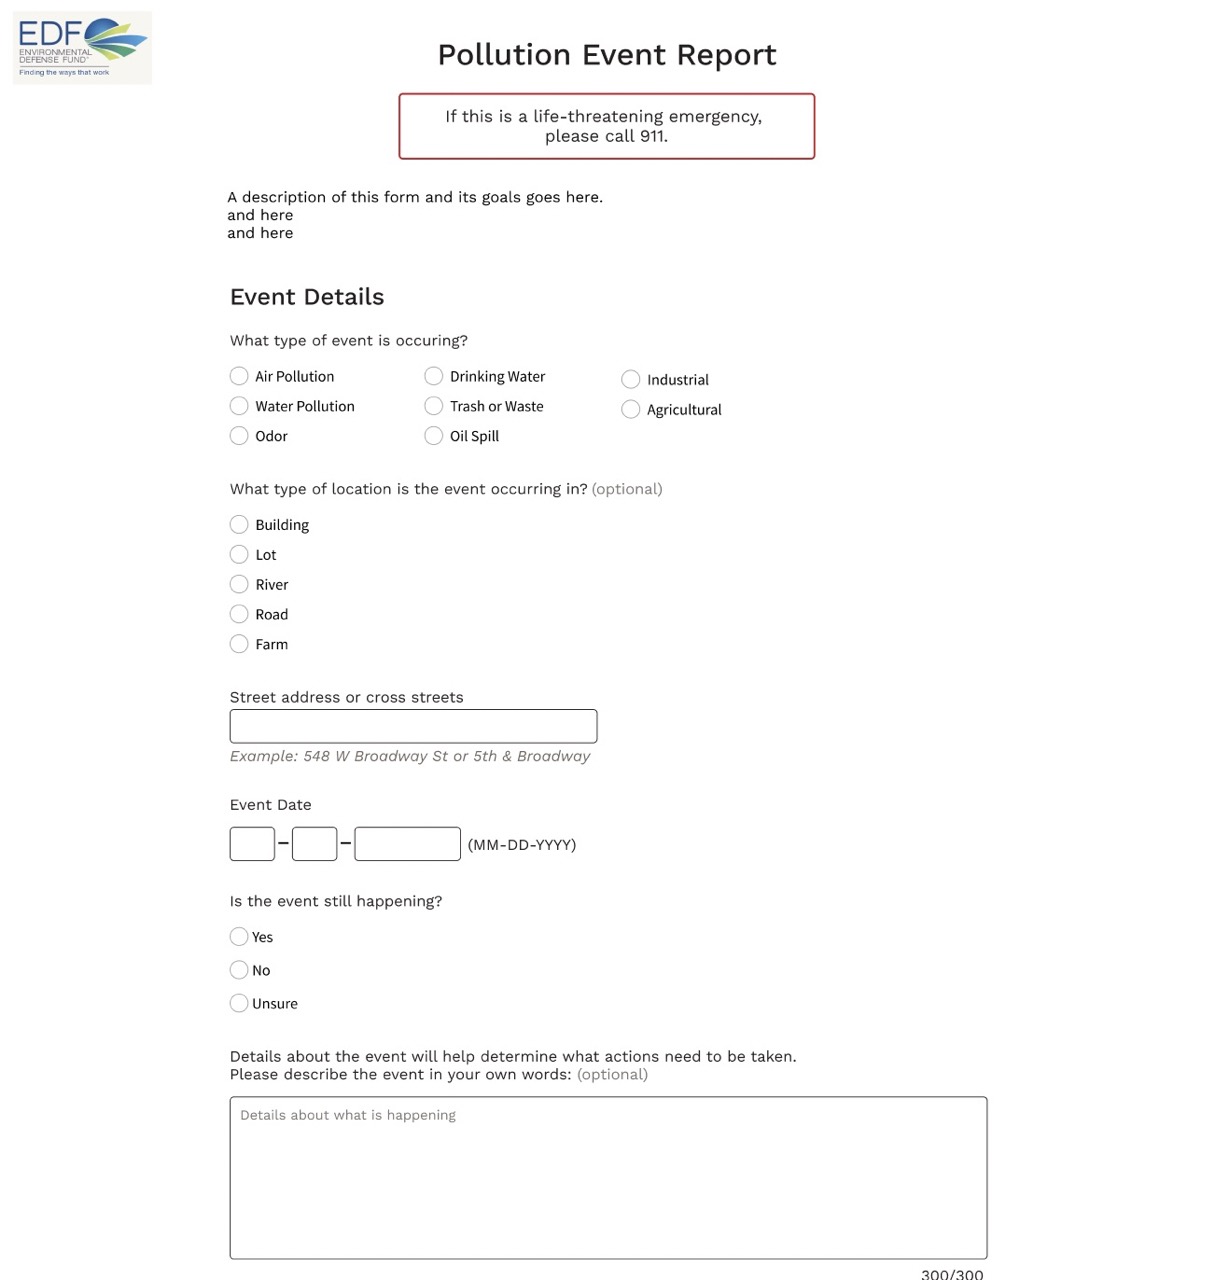 EDF
ENVIRONMENTAL
DEFENSE FUND™
Finding the ways that work
Pollution Event Report
If this is a life-threatening emergency,
please call 911.
A description of this form and its goals goes here.
and here
and here
Event Details
What type of event is occuring?
Air Pollution
Water Pollution
Odor
Drinking Water
Trash or Waste
Oil Spill
Industrial
Agricultural
What type of location is the event occurring in? (optional)
Building
Lot
River
Road
Farm
Street address or cross streets
Example: 548 W Broadway St or 5th & Broadway
Event Date
– – (MM-DD-YYYY)
Is the event still happening?
Yes
No
Unsure
Details about the event will help determine what actions need to be taken.
Please describe the event in your own words: (optional)
Details about what is happening
300/300